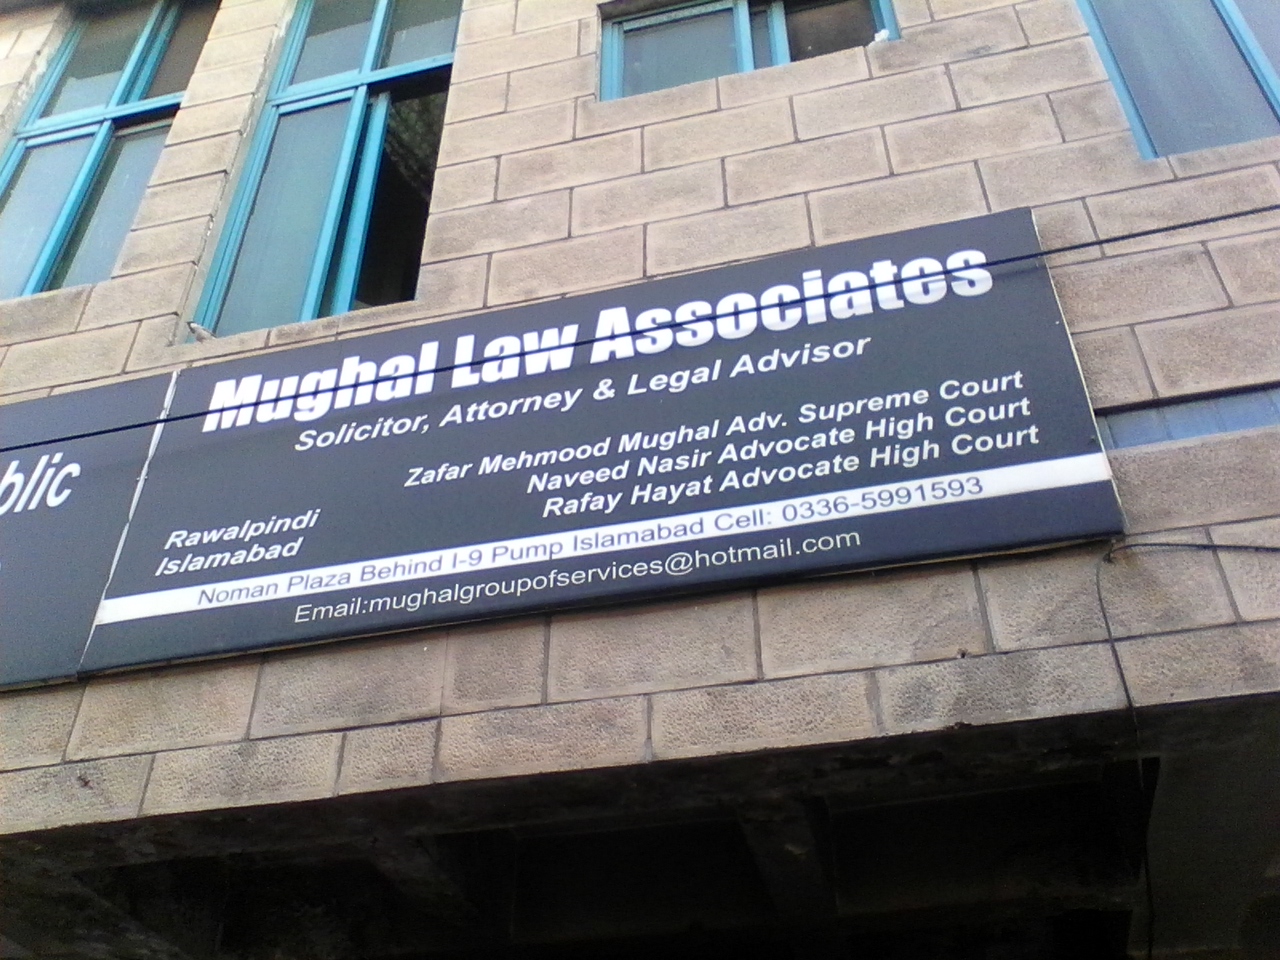 blic
Mughal Law Associates
Solicitor, Attorney & Legal Advisor
Zafar Mehmood Mughal Adv. Supreme Court
Naveed Nasir Advocate High Court
Rafay Hayat Advocate High Court
Rawalpindi
Islamabad
Noman Plaza Behind I-9 Pump Islamabad Cell: 0336-5991593
Email:mughalgroupofservices@hotmail.com